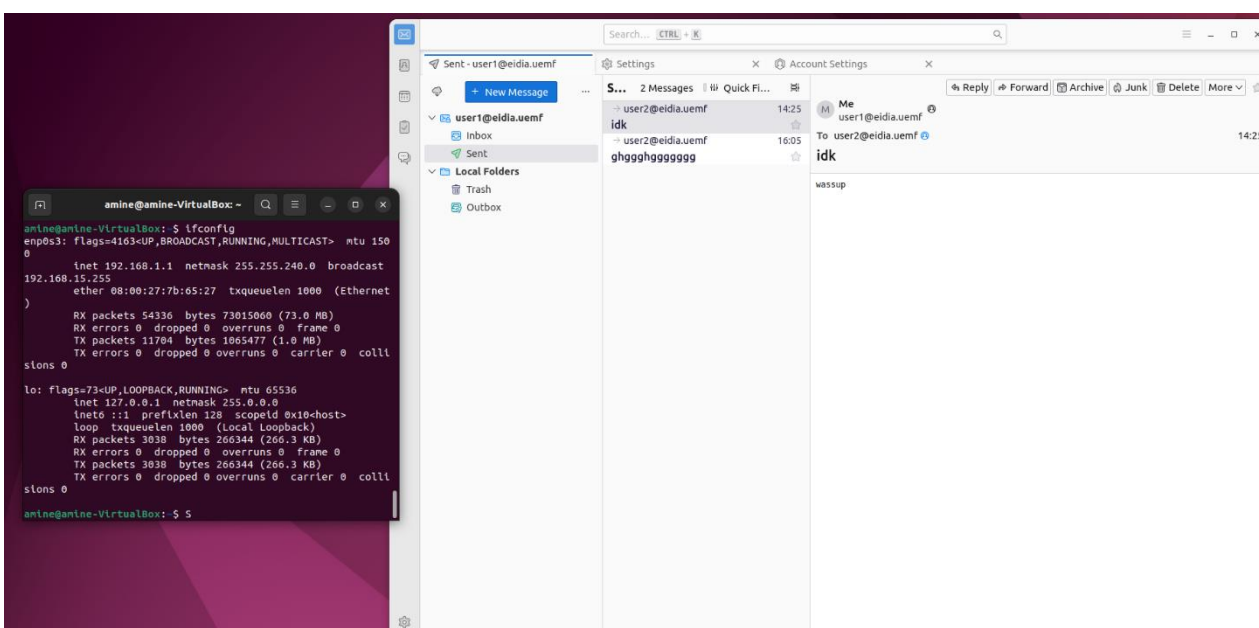 amine@amine-VirtualBox: ~
amine@amine-VirtualBox:~$ ifconfig
enp0s3: flags=4163<UP,BROADCAST,RUNNING,MULTICAST> mtu 150
0
inet 192.168.1.1 netmask 255.255.240.0 broadcast
192.168.15.255
ether 08:00:27:7b:65:27 txqueuelen 1000 (Ethernet
)
RX packets 54336 bytes 73015060 (73.0 MB)
RX errors 0 dropped 0 overruns 0 frame 0
TX packets 11704 bytes 1065477 (1.0 MB)
TX errors 0 dropped 0 overruns 0 carrier 0 colli
sions 0
lo: flags=73<UP,LOOPBACK,RUNNING> mtu 65536
inet 127.0.0.1 netmask 255.0.0.0
inet6 ::1 prefixlen 128 scopeid 0x10<host>
loop txqueuelen 1000 (Local Loopback)
RX packets 3038 bytes 266344 (266.3 KB)
RX errors 0 dropped 0 overruns 0 frame 0
TX packets 3038 bytes 266344 (266.3 KB)
TX errors 0 dropped 0 overruns 0 carrier 0 colli
sions 0
amine@amine-VirtualBox:~$ S
Search... CTRL + K
Sent - user1@eidia.uemf
Settings
Account Settings
+ New Message
user1@eidia.uemf
Inbox
Sent
Local Folders
Trash
Outbox
S... 2 Messages Quick Fi...
user2@eidia.uemf 14:25
idk
user2@eidia.uemf 16:05
ghggghggggggg
Reply Forward Archive Junk Delete More
M Me
user1@eidia.uemf
To user2@eidia.uemf 14:25
idk
wassup